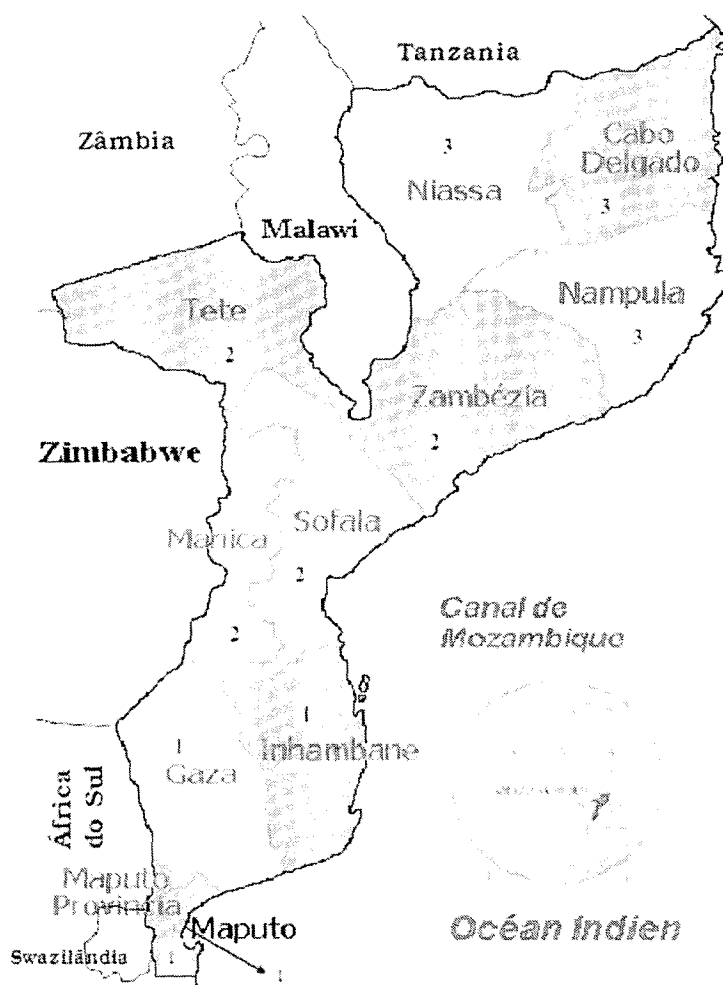 Tanzania
Zâmbia
3
Cabo
Delgado
Niassa
3
Malawi
Nampula
Tete
3
2
Zambézia
Zimbabwe
2
Sofala
Manica
2
Canal de
Mozambique
2
1
Inhambane
1
Gaza
África
do Sul
Maputo
Província
Maputo
Océan Indien
Swazilândia
1
1